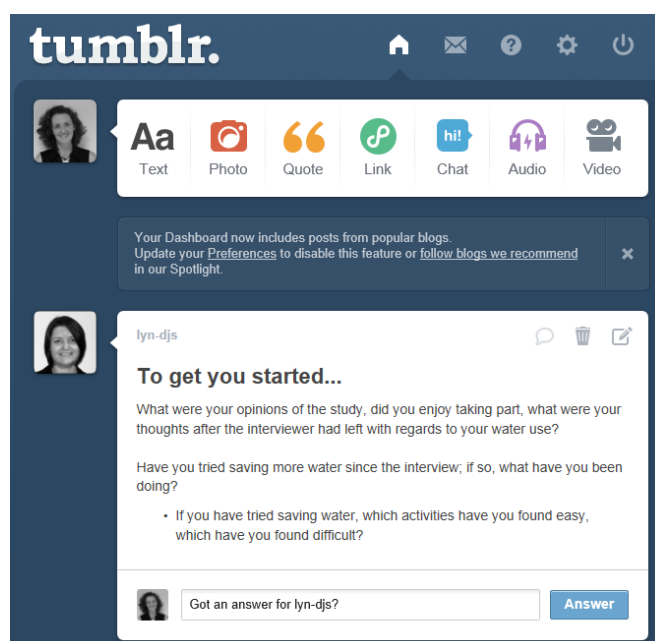 tumblr.
Aa
hi!
Text Photo Quote Link Chat Audio Video
Your Dashboard now includes posts from popular blogs.
Update your Preferences to disable this feature or follow blogs we recommend
in our Spotlight.
lyn-djs
To get you started...
What were your opinions of the study, did you enjoy taking part, what were your
thoughts after the interviewer had left with regards to your water use?
Have you tried saving more water since the interview; if so, what have you been
doing?
• If you have tried saving water, which activities have you found easy,
which have you found difficult?
Got an answer for lyn-djs?
Answer